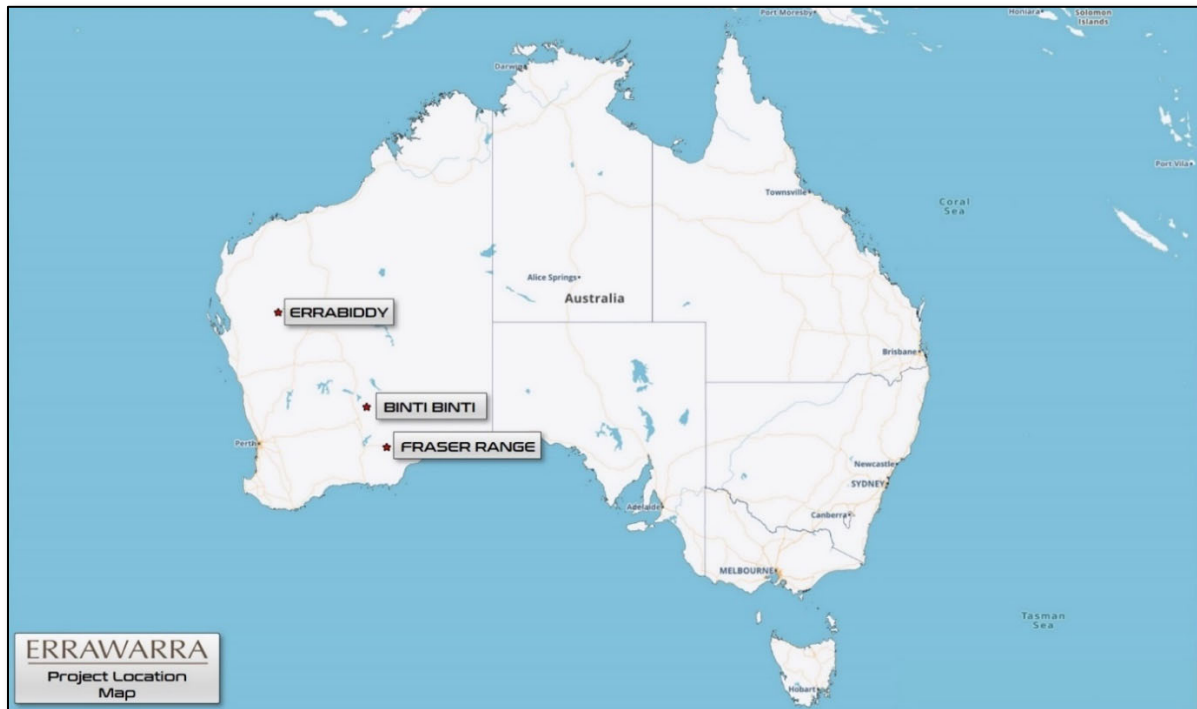 Port Moresby
Honiara
Solomon
Islands
Darwin
Port Vila
Townsville
Coral
Sea
Alice Springs
Australia
ERRABIDDY
Brisbane
BINTI BINTI
Perth
FRASER RANGE
Newcastle
SYDNEY
Adelaide
Canberra
MELBOURNE
Tasman
Sea
ERRAWARRA
Project Location
Map
Hobart